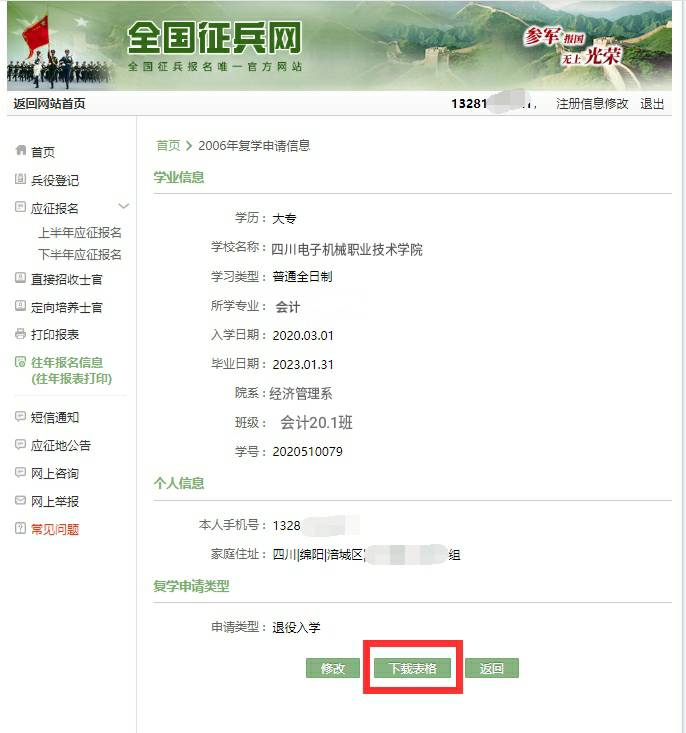 全国征兵网
全国征兵报名唯一官方网站
参军报国
无上光荣
返回网站首页
13281
注册信息修改 退出
首页
兵役登记
应征报名
上半年应征报名
下半年应征报名
直接招收士官
定向培养士官
打印报表
往年报名信息
(往年报表打印)
短信通知
应征地公告
网上咨询
网上举报
常见问题
首页 > 2006年复学申请信息
学业信息
学历： 大专
学校名称： 四川电子机械职业技术学院
学习类型： 普通全日制
所学专业： 会计
入学日期： 2020.03.01
毕业日期： 2023.01.31
院系： 经济管理系
班级： 会计20.1班
学号： 2020510079
个人信息
本人手机号： 1328
家庭住址： 四川|绵阳|涪城区 组
复学申请类型
申请类型： 退役入学
修改 下载表格 返回